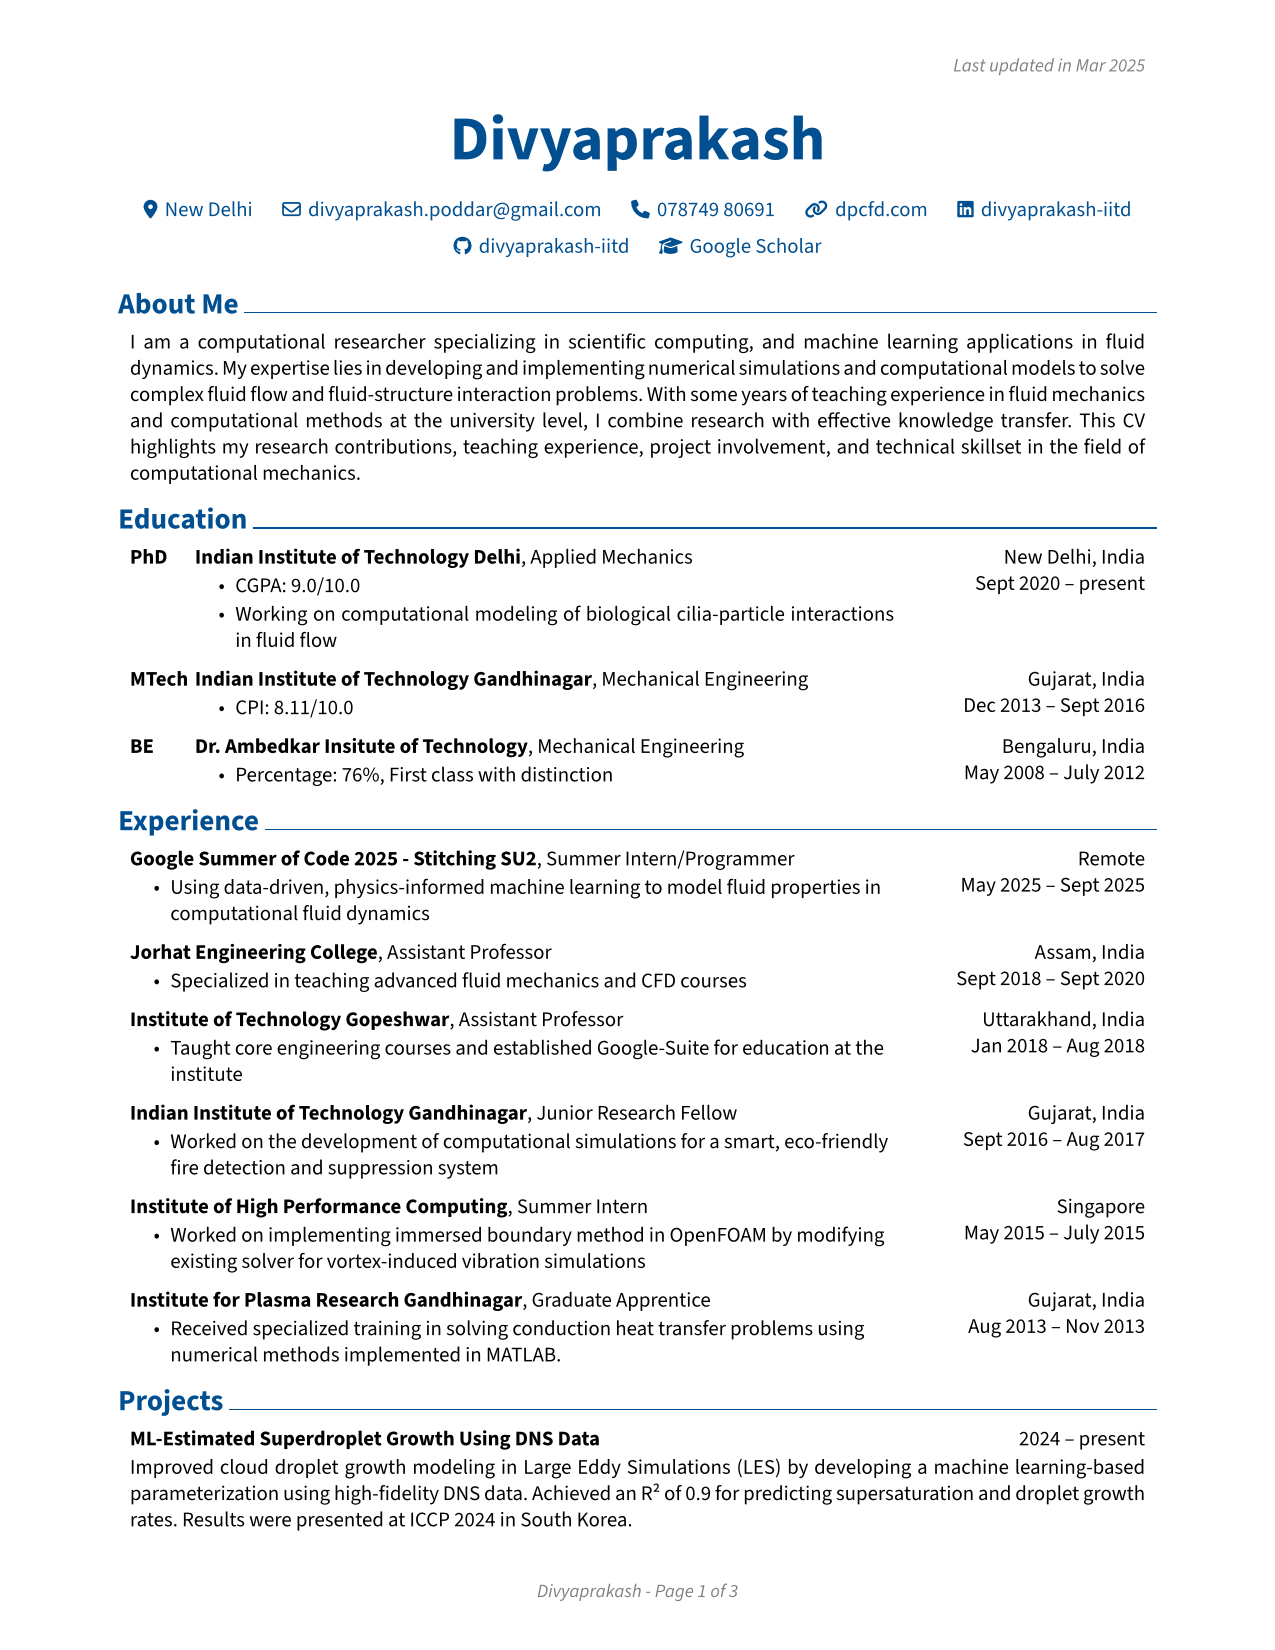 Last updated in Mar 2025
Divyaprakash
New Delhi divyaprakash.poddar@gmail.com 078749 80691 dpcfd.com divyaprakash-iitd
divyaprakash-iitd Google Scholar
About Me
I am a computational researcher specializing in scientific computing, and machine learning applications in fluid
dynamics. My expertise lies in developing and implementing numerical simulations and computational models to solve
complex fluid flow and fluid-structure interaction problems. With some years of teaching experience in fluid mechanics
and computational methods at the university level, I combine research with effective knowledge transfer. This CV
highlights my research contributions, teaching experience, project involvement, and technical skillset in the field of
computational mechanics.
Education
PhD Indian Institute of Technology Delhi, Applied Mechanics New Delhi, India
• CGPA: 9.0/10.0 Sept 2020 – present
• Working on computational modeling of biological cilia-particle interactions
in fluid flow
MTech Indian Institute of Technology Gandhinagar, Mechanical Engineering Gujarat, India
• CPI: 8.11/10.0 Dec 2013 – Sept 2016
BE Dr. Ambedkar Insitute of Technology, Mechanical Engineering Bengaluru, India
• Percentage: 76%, First class with distinction May 2008 – July 2012
Experience
Google Summer of Code 2025 - Stitching SU2, Summer Intern/Programmer Remote
• Using data-driven, physics-informed machine learning to model fluid properties in May 2025 – Sept 2025
computational fluid dynamics
Jorhat Engineering College, Assistant Professor Assam, India
• Specialized in teaching advanced fluid mechanics and CFD courses Sept 2018 – Sept 2020
Institute of Technology Gopeshwar, Assistant Professor Uttarakhand, India
• Taught core engineering courses and established Google-Suite for education at the Jan 2018 – Aug 2018
institute
Indian Institute of Technology Gandhinagar, Junior Research Fellow Gujarat, India
• Worked on the development of computational simulations for a smart, eco-friendly Sept 2016 – Aug 2017
fire detection and suppression system
Institute of High Performance Computing, Summer Intern Singapore
• Worked on implementing immersed boundary method in OpenFOAM by modifying May 2015 – July 2015
existing solver for vortex-induced vibration simulations
Institute for Plasma Research Gandhinagar, Graduate Apprentice Gujarat, India
• Received specialized training in solving conduction heat transfer problems using Aug 2013 – Nov 2013
numerical methods implemented in MATLAB.
Projects
ML-Estimated Superdroplet Growth Using DNS Data 2024 – present
Improved cloud droplet growth modeling in Large Eddy Simulations (LES) by developing a machine learning-based
parameterization using high-fidelity DNS data. Achieved an R² of 0.9 for predicting supersaturation and droplet growth
rates. Results were presented at ICCP 2024 in South Korea.
Divyaprakash - Page 1 of 3